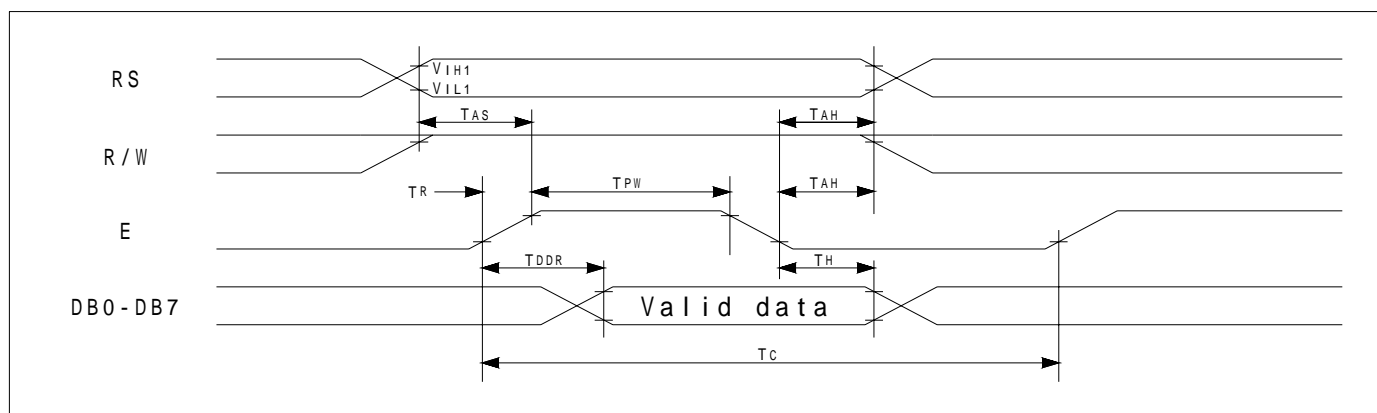 RS
VIH1
VIL1
TAS
TAH
R/W
TR
TPW
TAH
E
TDDR
TH
DB0-DB7
Valid data
TC